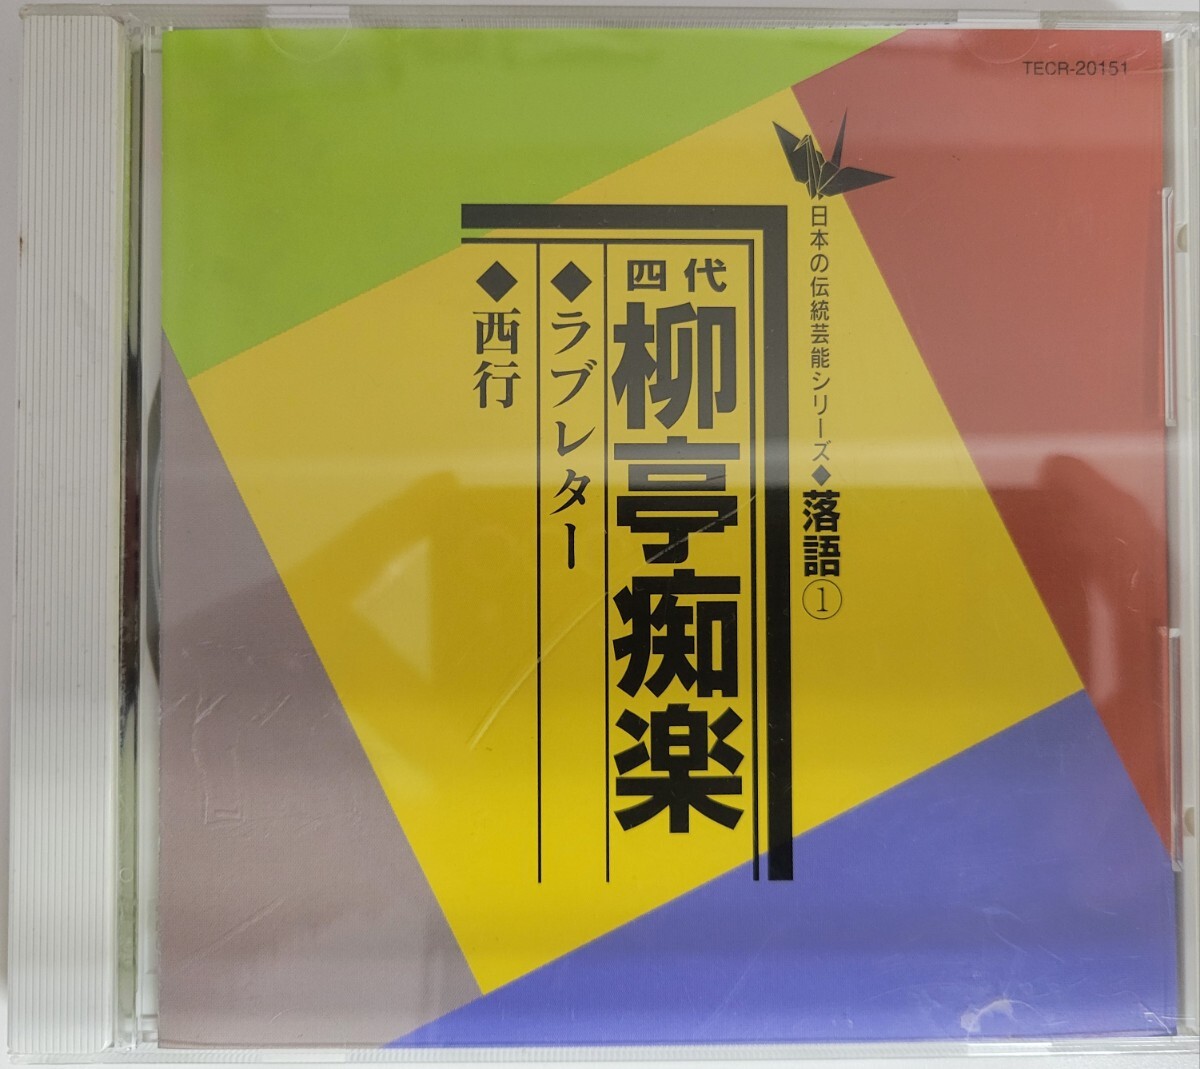 TECR-20151
日本の伝統芸能シリーズ◆落語①
四代
柳亭痴楽
◆ラブレター
◆西行